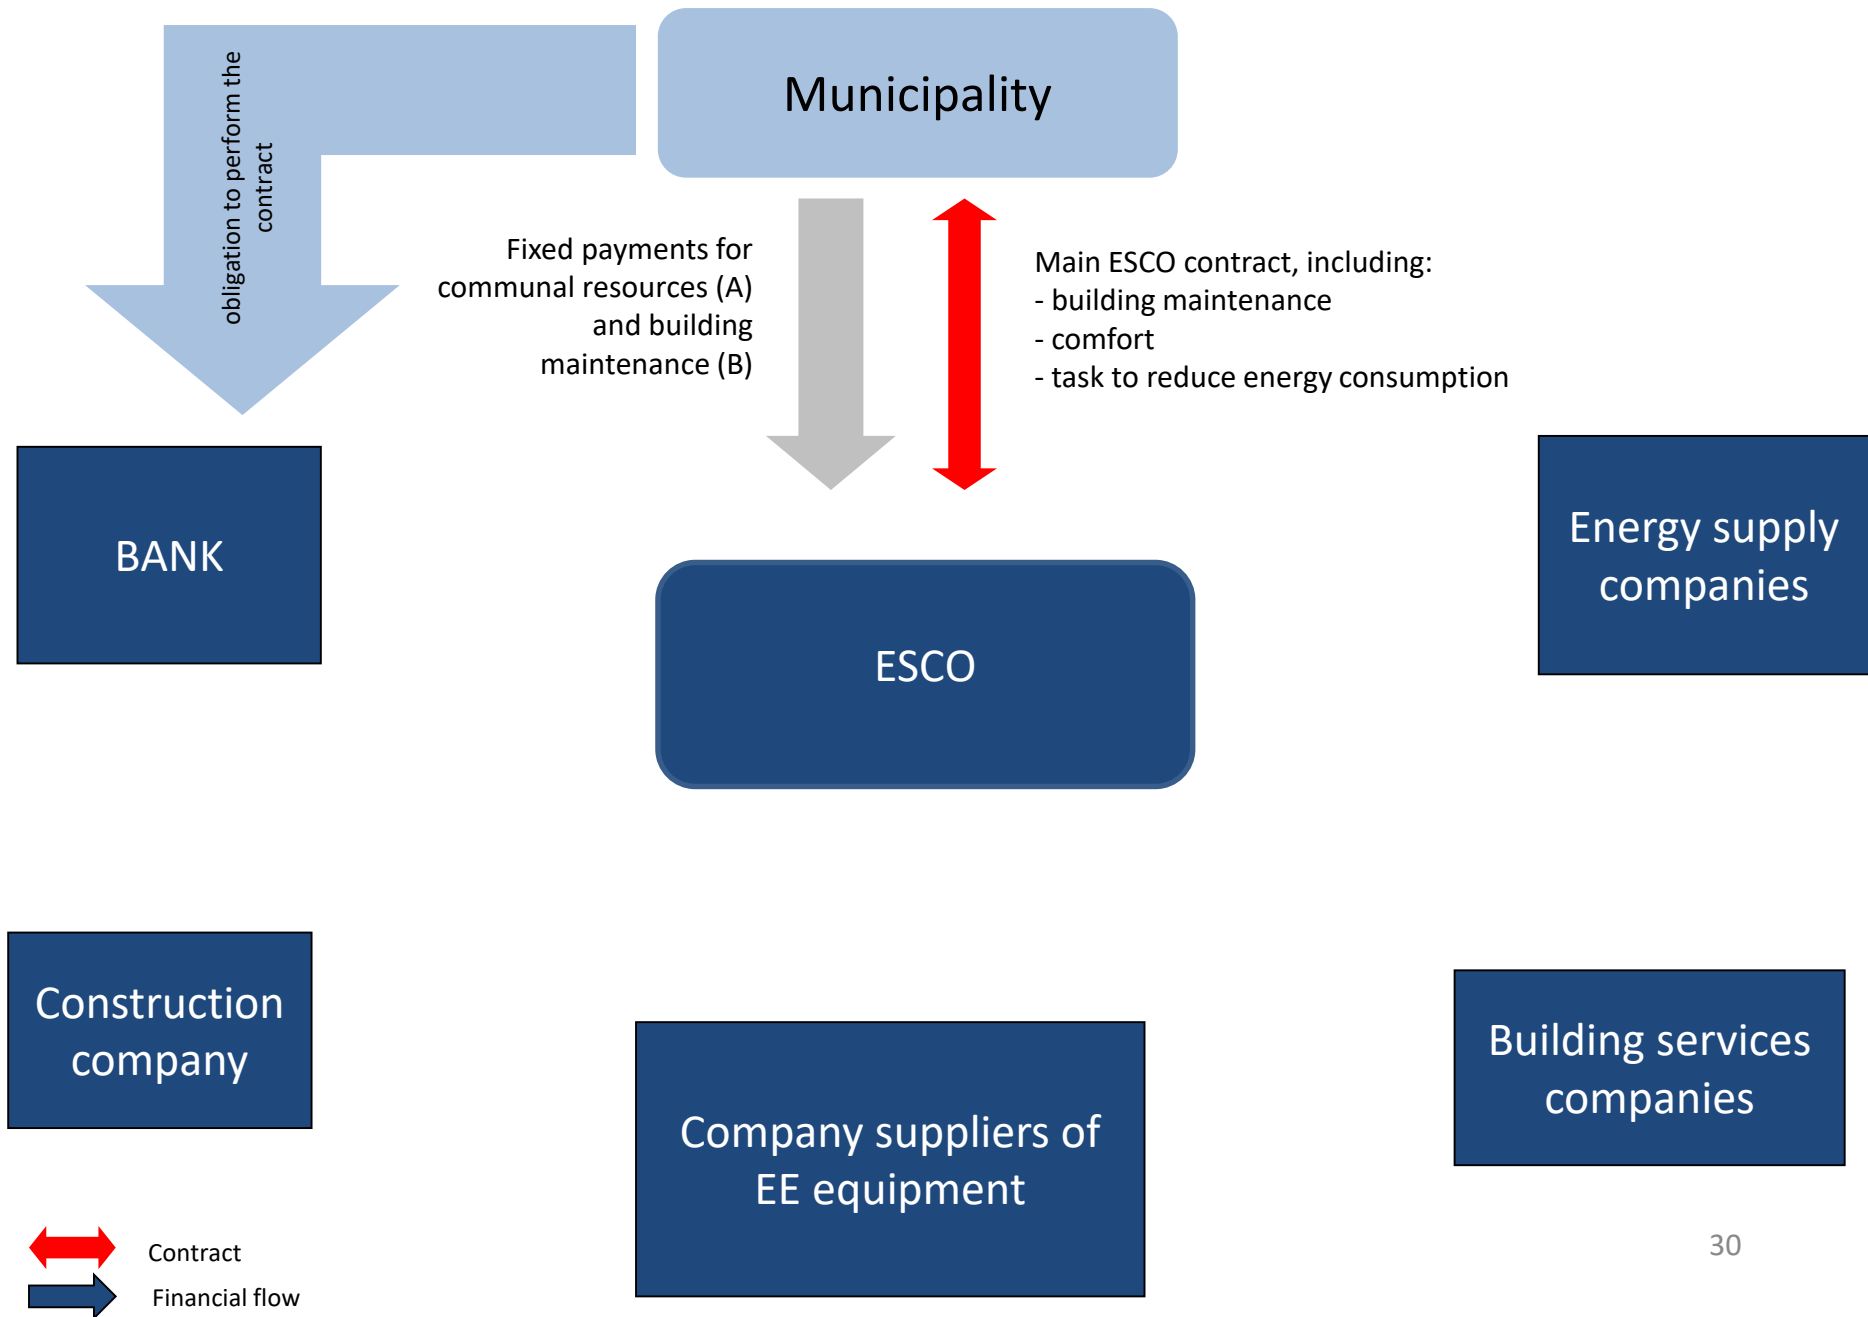 Municipality
obligation to perform the
contract
Fixed payments for
communal resources (A)
and building
maintenance (B)
Main ESCO contract, including:
- building maintenance
- comfort
- task to reduce energy consumption
BANK
ESCO
Energy supply
companies
Construction
company
Company suppliers of
EE equipment
Building services
companies
Contract
Financial flow
30